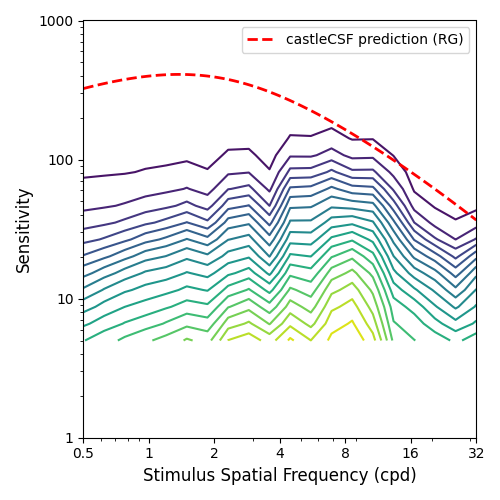 1000
castleCSF prediction (RG)
100
10
1
Sensitivity
0.5 1 2 4 8 16 32
Stimulus Spatial Frequency (cpd)